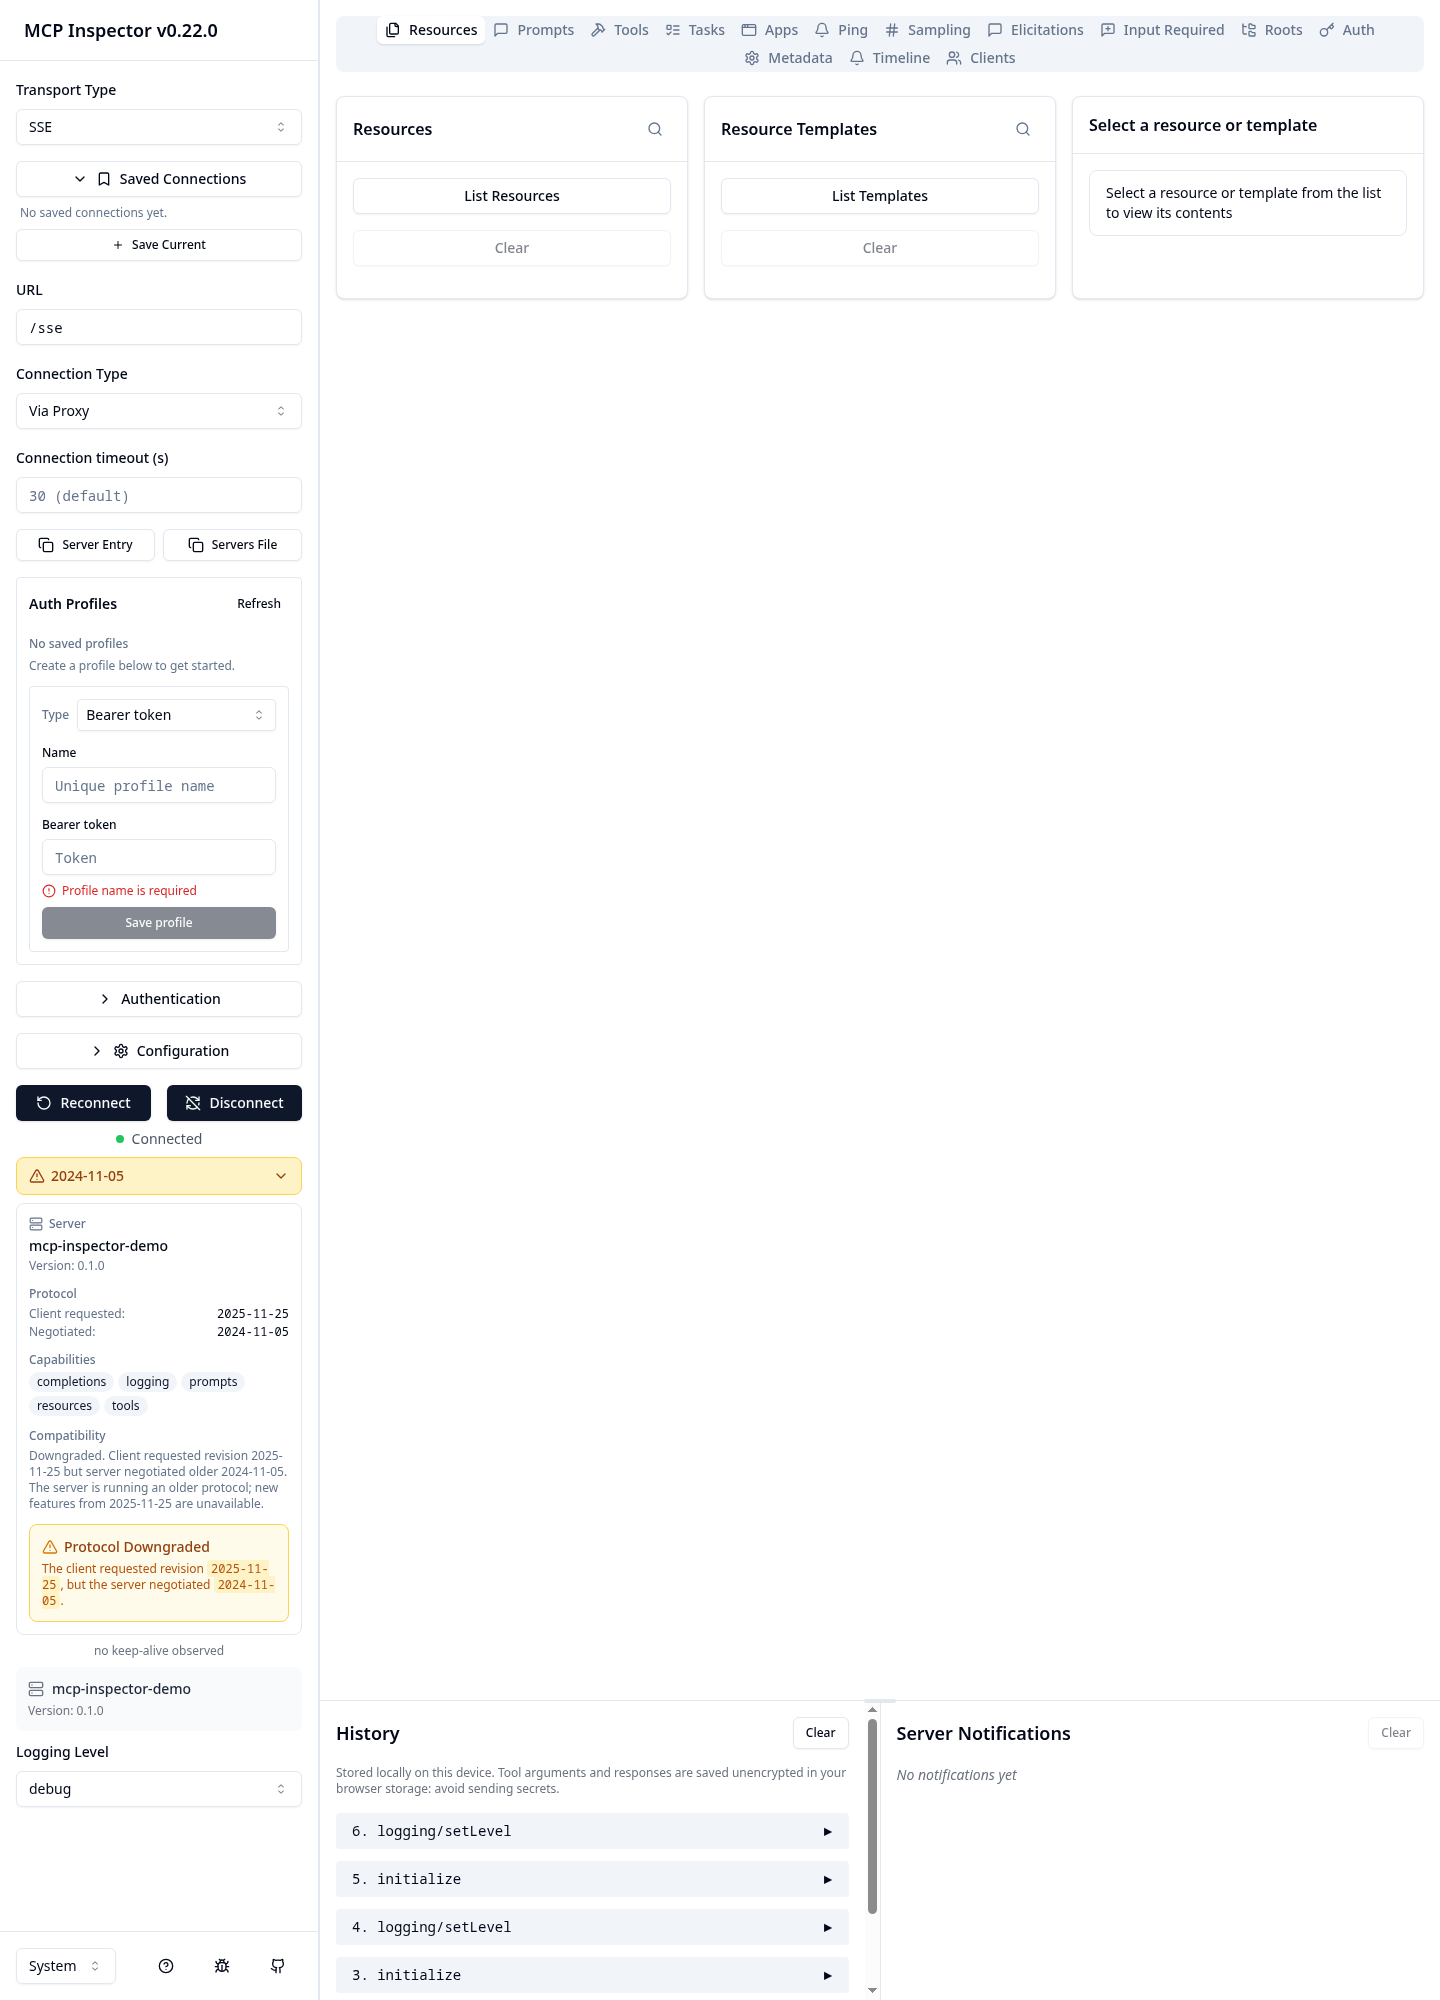 MCP Inspector v0.22.0
Transport Type
SSE
Saved Connections
No saved connections yet.
Save Current
URL
/sse
Connection Type
Via Proxy
Connection timeout (s)
30 (default)
Server Entry
Servers File
Auth Profiles
Refresh
No saved profiles
Create a profile below to get started.
Type
Bearer token
Name
Unique profile name
Bearer token
Token
Profile name is required
Save profile
Authentication
Configuration
Reconnect
Disconnect
Connected
2024-11-05
Server
mcp-inspector-demo
Version: 0.1.0
Protocol
Client requested:
2025-11-25
Negotiated:
2024-11-05
Capabilities
completions
logging
prompts
resources
tools
Compatibility
Downgraded. Client requested revision 2025-
11-25 but server negotiated older 2024-11-05.
The server is running an older protocol; new
features from 2025-11-25 are unavailable.
Protocol Downgraded
The client requested revision 2025-11-
25 , but the server negotiated 2024-11-
05 .
no keep-alive observed
mcp-inspector-demo
Version: 0.1.0
Logging Level
debug
System
Resources
Prompts
Tools
Tasks
Apps
Ping
Sampling
Elicitations
Input Required
Roots
Auth
Metadata
Timeline
Clients
Resources
List Resources
Clear
Resource Templates
List Templates
Clear
Select a resource or template
Select a resource or template from the list
to view its contents
History
Clear
Stored locally on this device. Tool arguments and responses are saved unencrypted in your
browser storage: avoid sending secrets.
6. logging/setLevel
5. initialize
4. logging/setLevel
3. initialize
Server Notifications
Clear
No notifications yet